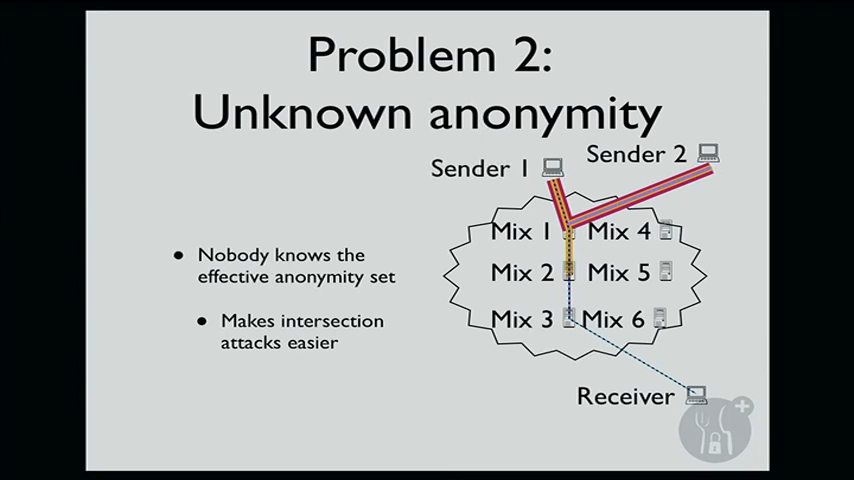 Problem 2:
Unknown anonymity
Sender 1
Sender 2
• Nobody knows the
effective anonymity set
• Makes intersection
attacks easier
Mix 1
Mix 4
Mix 2
Mix 5
Mix 3
Mix 6
Receiver